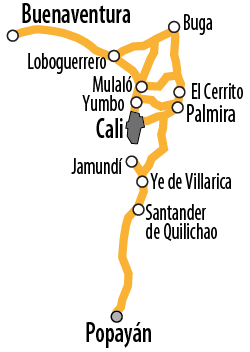 Buenaventura
Buga
Loboguerrero
Mulaló
El Cerrito
Yumbo
Palmira
Cali
Jamundí
Ye de Villarica
Santander
de Quilichao
Popayán